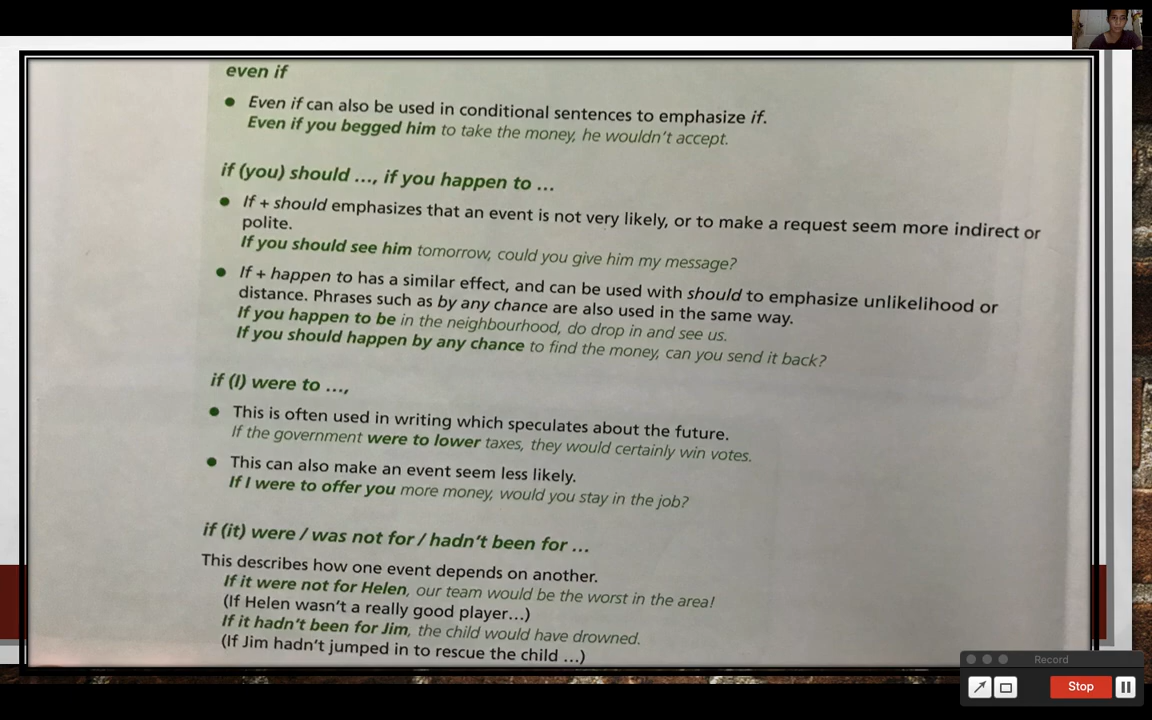 even if
● Even if can also be used in conditional sentences to emphasize if.
Even if you begged him to take the money, he wouldn't accept.
if (you) should ..., if you happen to ...
● If + should emphasizes that an event is not very likely, or to make a request seem more indirect or
polite.
If you should see him tomorrow, could you give him my message?
● If + happen to has a similar effect, and can be used with should to emphasize unlikelihood or
distance. Phrases such as by any chance are also used in the same way.
If you happen to be in the neighbourhood, do drop in and see us.
If you should happen by any chance to find the money, can you send it back?
if (I) were to ...,
● This is often used in writing which speculates about the future.
If the government were to lower taxes, they would certainly win votes.
● This can also make an event seem less likely.
If I were to offer you more money, would you stay in the job?
if (it) were / was not for / hadn't been for ...
This describes how one event depends on another.
If it were not for Helen, our team would be the worst in the area!
(If Helen wasn't a really good player...)
If it hadn't been for Jim, the child would have drowned.
(If Jim hadn't jumped in to rescue the child ...)
Record
Stop